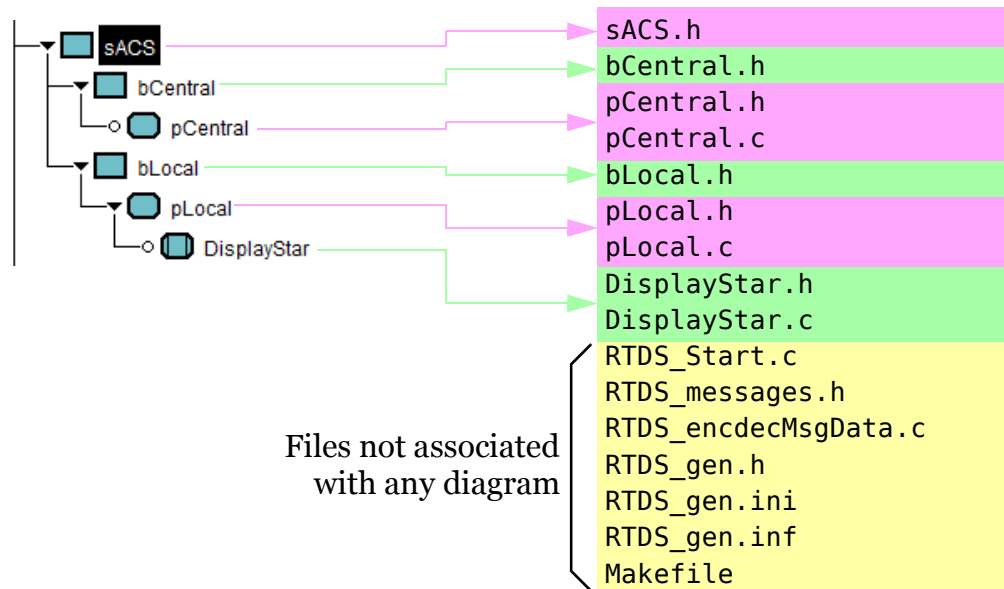 sACS
bCentral
pCentral
bLocal
pLocal
DisplayStar
sACS.h
bCentral.h
pCentral.h
pCentral.c
bLocal.h
pLocal.h
pLocal.c
DisplayStar.h
DisplayStar.c
Files not associated
with any diagram
RTDS_Start.c
RTDS_messages.h
RTDS_encdecMsgData.c
RTDS_gen.h
RTDS_gen.ini
RTDS_gen.inf
Makefile